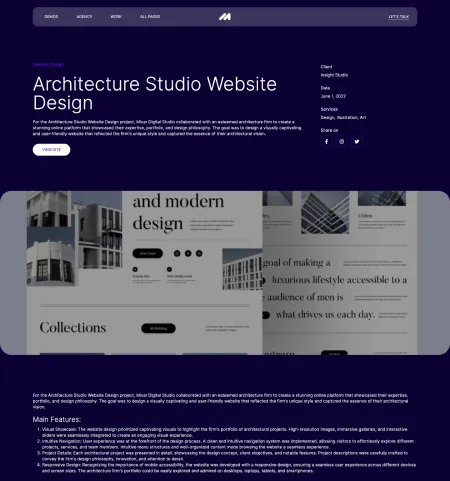 DEMOS AGENCY WORK ALL PAGES LET'S TALK
Website Design
Architecture Studio Website
Design
For the Architecture Studio Website Design project, Misar Digital Studio collaborated with an esteemed architecture firm to create a
stunning online platform that showcased their expertise, portfolio, and design philosophy. The goal was to design a visually captivating
and user-friendly website that reflected the firm's unique style and captured the essence of their architectural vision.
VIEW SITE
Client
Insight Studio
Date
June 1, 2022
Services
Design, Illustration, Art
Share on
and modern
design
Collections
goal of making a
luxurious lifestyle accessible to a
audience of men is
what drives us each day.
For the Architecture Studio Website Design project, Misar Digital Studio collaborated with an esteemed architecture firm to create a stunning online platform that showcased their expertise,
portfolio, and design philosophy. The goal was to design a visually captivating and user-friendly website that reflected the firm's unique style and captured the essence of their architectural
vision.
Main Features:
1. Visual Showcase: The website design prioritized captivating visuals to highlight the firm's portfolio of architectural projects. High-resolution images, immersive galleries, and interactive
sliders were seamlessly integrated to create an engaging visual experience.
2. Intuitive Navigation: User experience was at the forefront of the design process. A clean and intuitive navigation system was implemented, allowing visitors to effortlessly explore different
projects, services, and team members. Intuitive menu structures and well-organized content made browsing the website a seamless and enjoyable experience.
3. Project Details: Each architectural project was presented in detail, showcasing the design concept, client objectives, and notable features. Project descriptions were carefully crafted to
convey the firm's design philosophy, innovation, and attention to detail.
4. Responsive Design: Recognizing the importance of mobile accessibility, the website was developed with a responsive design, ensuring a seamless user experience across different devices
and screen sizes. The architecture firm's portfolio could be easily explored and admired on desktops, laptops, tablets, and smartphones.